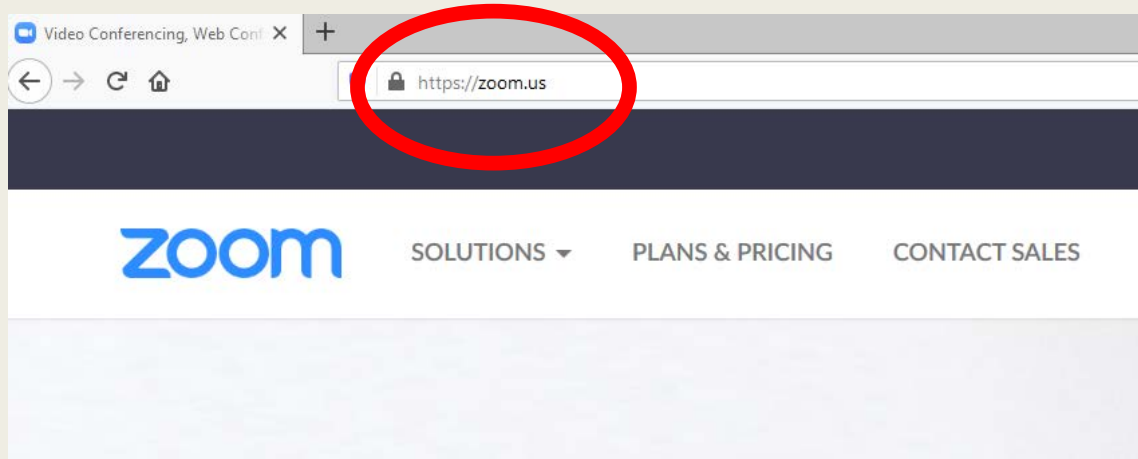 Video Conferencing, Web Conf
https://zoom.us
zoom
SOLUTIONS PLANS & PRICING CONTACT SALES